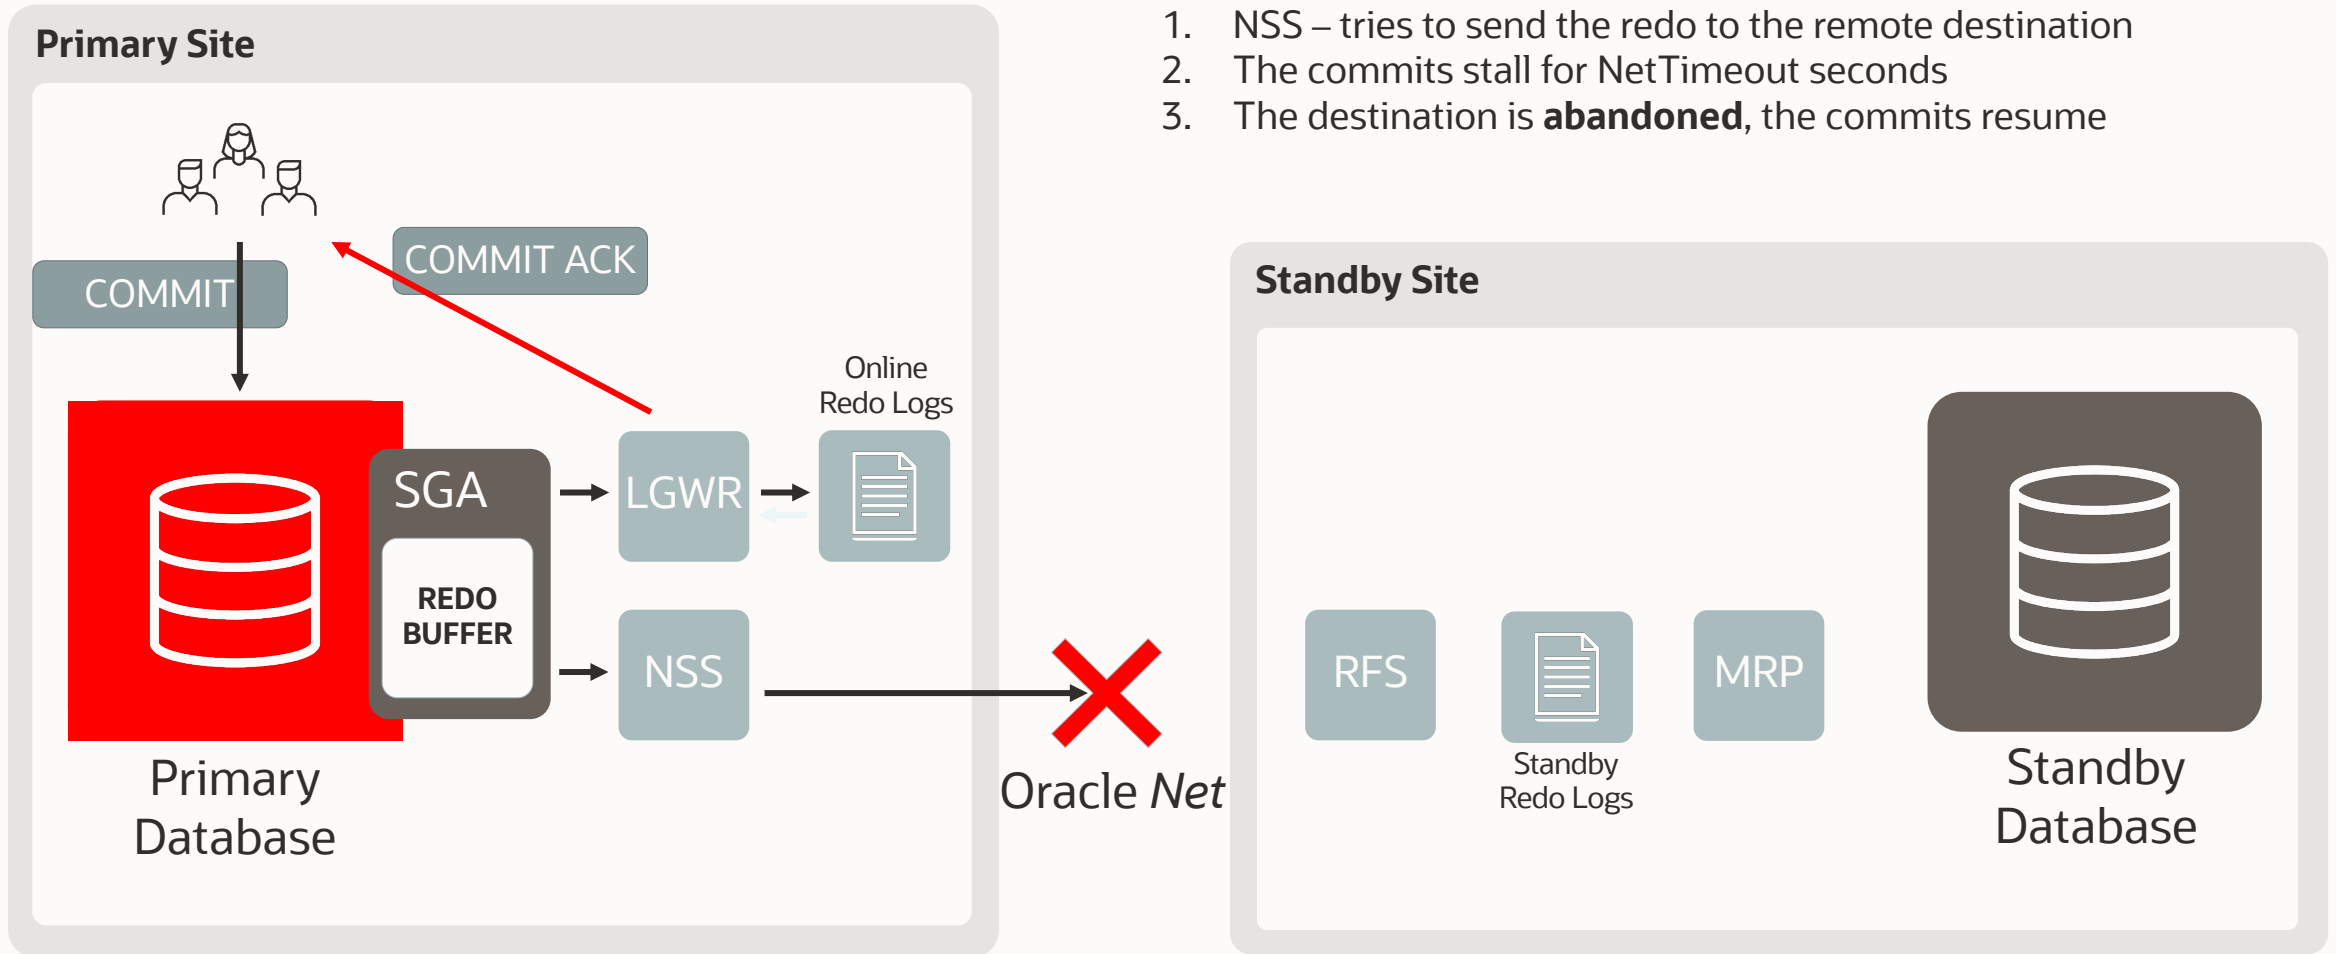 Primary Site
1. NSS – tries to send the redo to the remote destination
2. The commits stall for NetTimeout seconds
3. The destination is abandoned, the commits resume
COMMIT ACK
COMMIT
Online
Redo Logs
SGA
LGWR
REDO
BUFFER
NSS
Primary
Database
Oracle Net
Standby Site
RFS
Standby
Redo Logs
MRP
Standby
Database